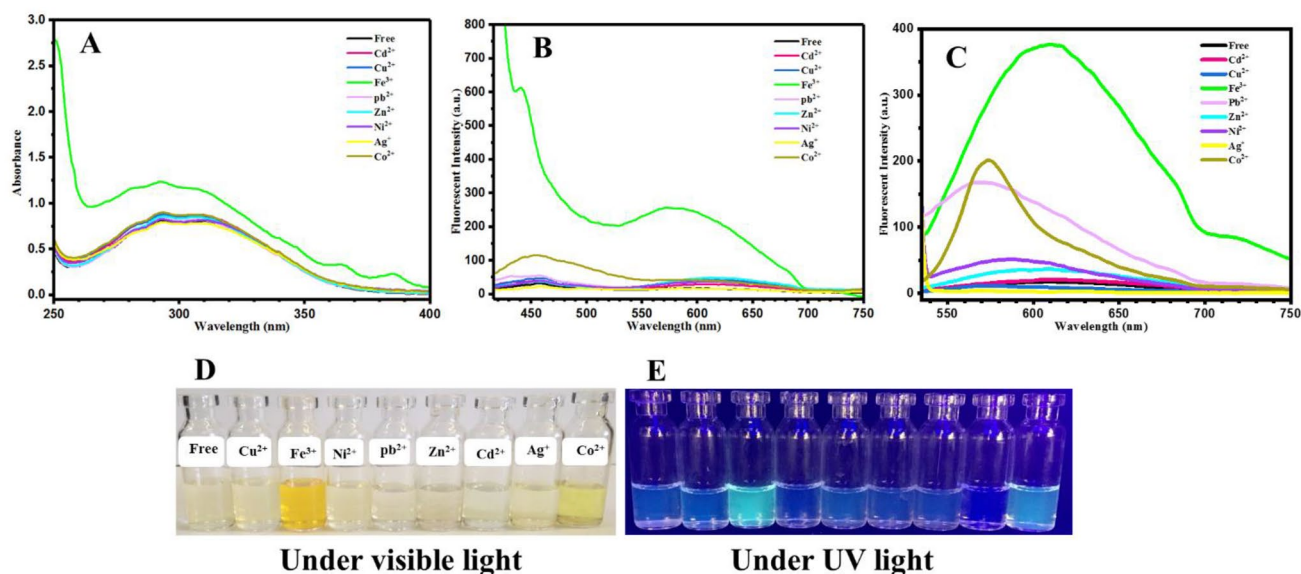 A
3.0
2.5
2.0
1.5
1.0
0.5
0.0
Absorbance
250
300
350
400
Wavelength (nm)
Free
Cd²⁺
Cu²⁺
Fe³⁺
pb²⁺
Zn²⁺
Ni²⁺
Ag⁺
Co²⁺
B
800
700
600
500
400
300
200
100
0
Fluorescent Intensity (a.u.)
450
500
550
600
650
700
750
Wavelength (nm)
Free
Cd²⁺
Cu²⁺
Fe³⁺
pb²⁺
Zn²⁺
Ni²⁺
Ag⁺
Co²⁺
C
400
350
300
250
200
150
100
50
0
Fluorescent Intensity (a.u.)
550
600
650
700
750
Wavelength (nm)
Free
Cd²⁺
Cu²⁺
Fe³⁺
Pb²⁺
Zn²⁺
Ni²⁺
Ag⁺
Co²⁺
D
Free Cu²⁺ Fe³⁺ Ni²⁺ pb²⁺ Zn²⁺ Cd²⁺ Ag⁺ Co²⁺
Under visible light
E
Under UV light